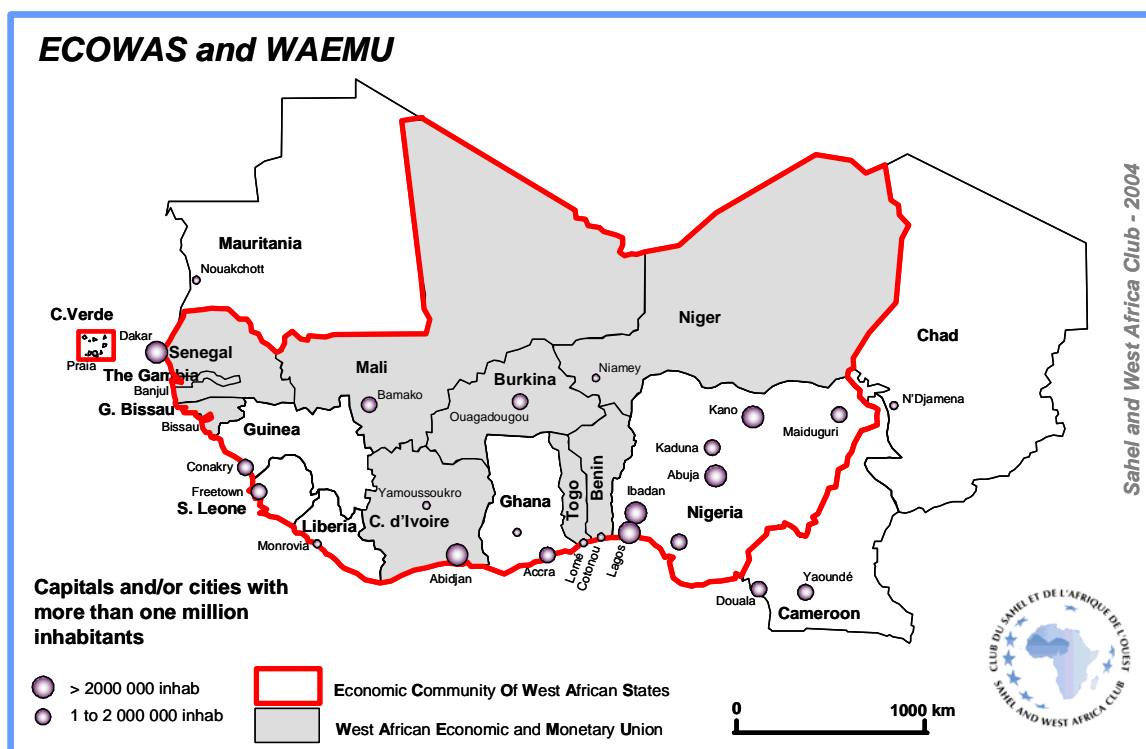 ECOWAS and WAEMU
Mauritania
Nouakchott
C.Verde
Praia
Dakar
Senegal
The Gambia
Banjul
G. Bissau
Bissau
Mali
Bamako
Niger
Niamey
Chad
N'Djamena
Burkina
Ouagadougou
Guinea
Conakry
Freetown
S. Leone
Liberia
Monrovia
Yamoussoukro
C. d'Ivoire
Abidjan
Ghana
Accra
Togo
Lomé
Benin
Cotonou
Kano
Maiduguri
Kaduna
Abuja
Ibadan
Nigeria
Lagos
Douala
Yaoundé
Cameroon
Sahel and West Africa Club - 2004
Capitals and/or cities with
more than one million
inhabitants
> 2000 000 inhab
1 to 2 000 000 inhab
Economic Community Of West African States
West African Economic and Monetary Union
0 1000 km
CLUB DU SAHEL ET DE L'AFRIQUE DE L'OUEST
SAHEL AND WEST AFRICA CLUB